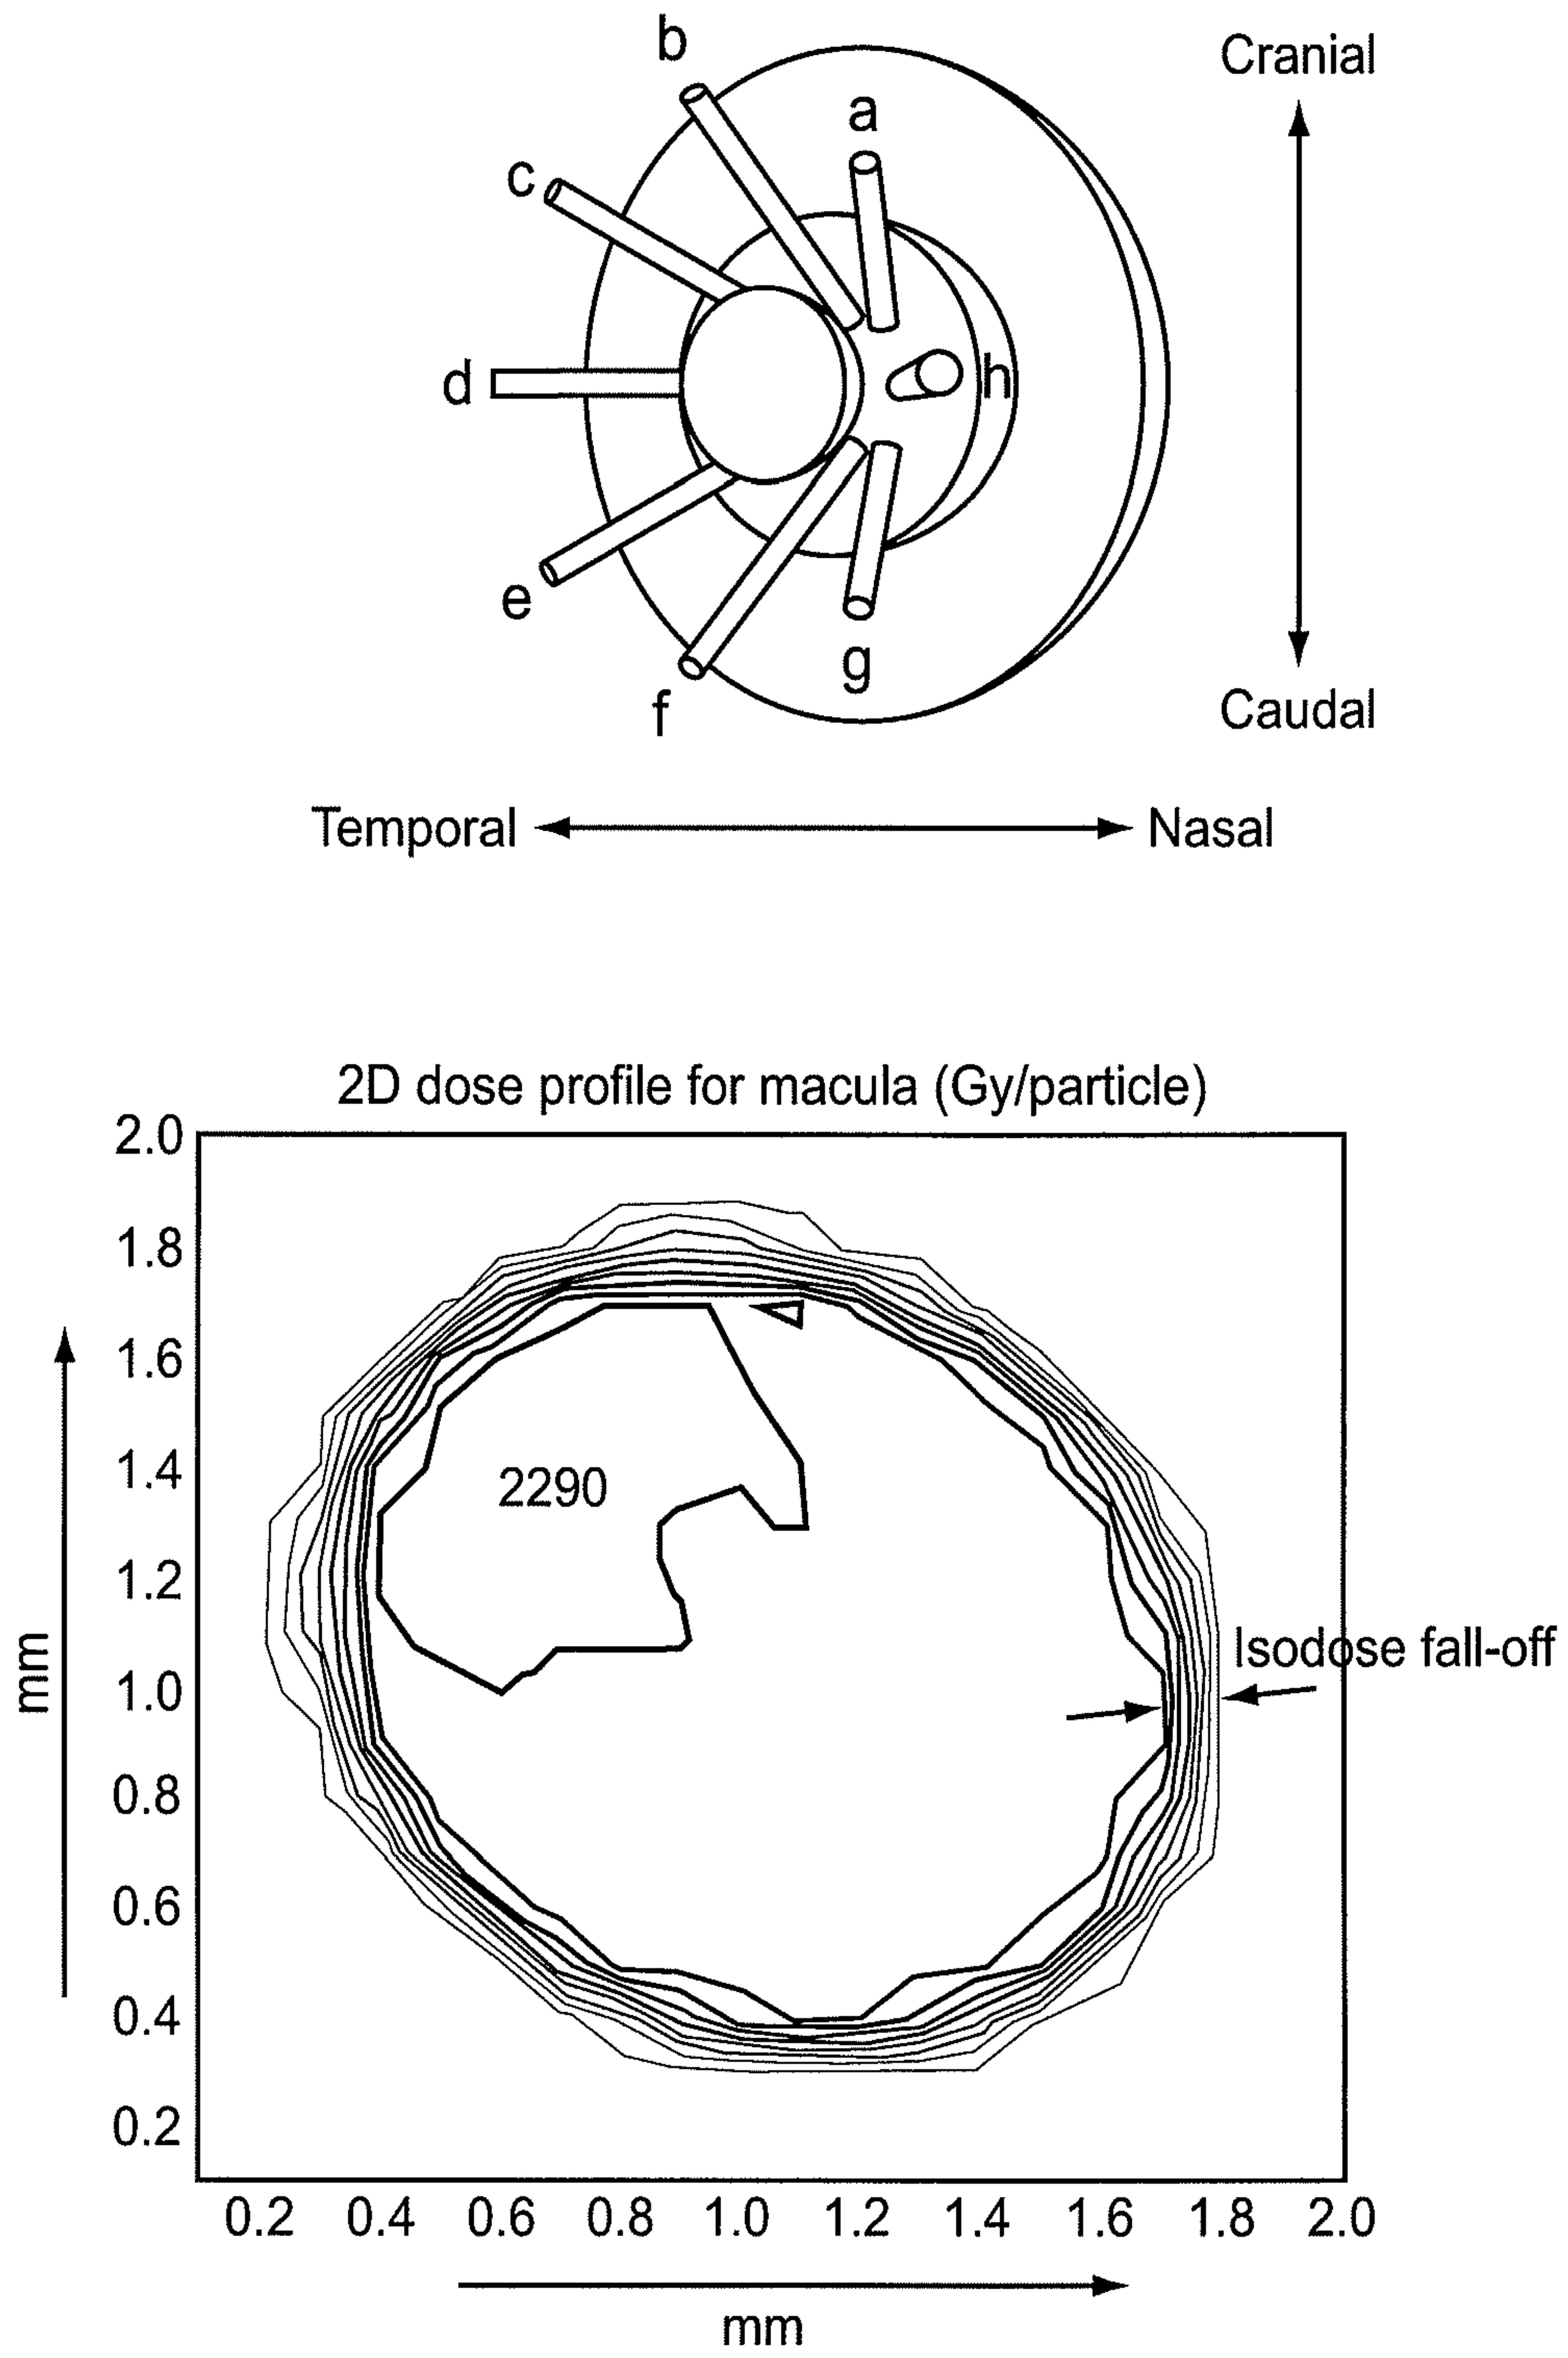 b
Cranial
a
c
d
h
e
g
f
Caudal
Temporal
Nasal
2D dose profile for macula (Gy/particle)
2.0
1.8
1.6
1.4
2290
1.2
Isodose fall-off
1.0
mm
0.8
0.6
0.4
0.2
0.2 0.4 0.6 0.8 1.0 1.2 1.4 1.6 1.8 2.0
mm